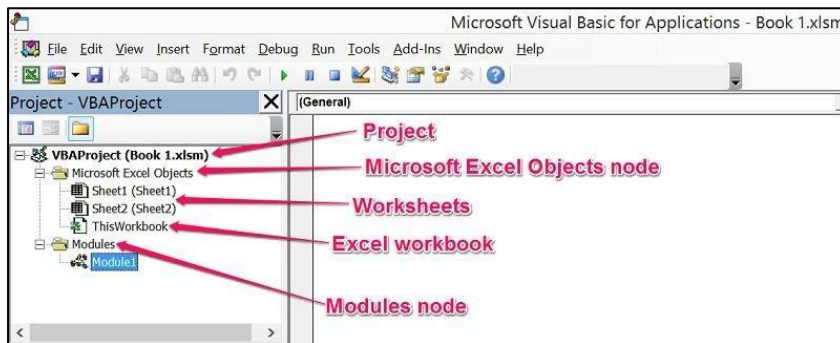 Microsoft Visual Basic for Applications - Book 1.xlsm
File Edit View Insert Format Debug Run Tools Add-Ins Window Help
Project - VBAProject
(General)
Project
VBAProject (Book 1.xlsm)
Microsoft Excel Objects
Microsoft Excel Objects node
Sheet1 (Sheet1)
Sheet2 (Sheet2)
Worksheets
ThisWorkbook
Excel workbook
Modules
Module1
Modules node